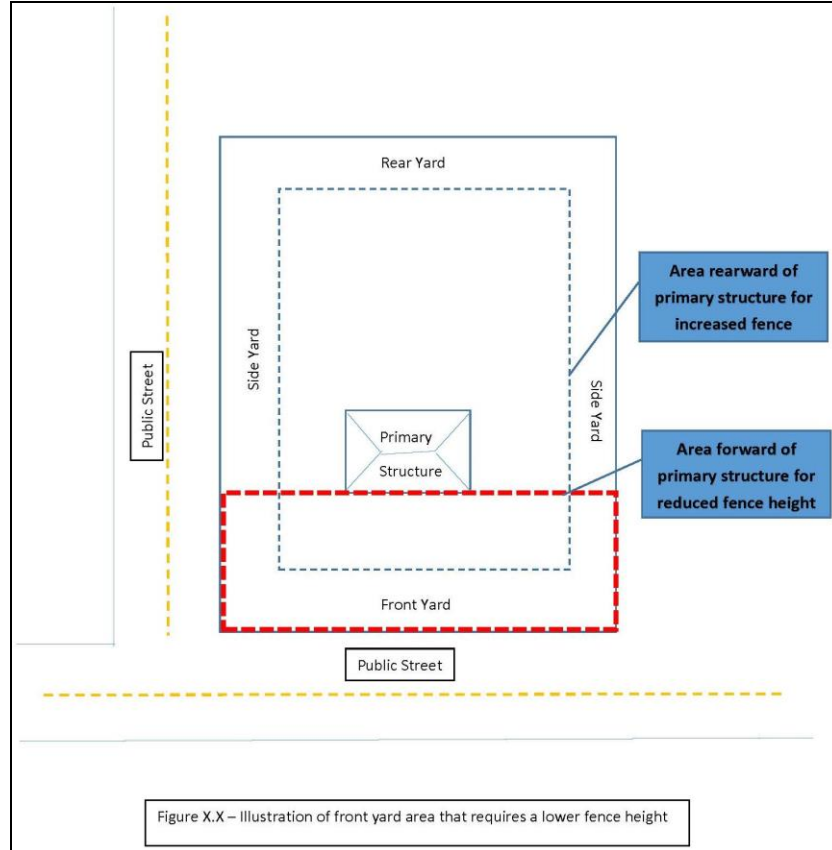 Rear Yard
Area rearward of
primary structure for
increased fence
Side Yard
Public Street
Side Yard
Primary
Structure
Area forward of
primary structure for
reduced fence height
Front Yard
Public Street
Figure X.X – Illustration of front yard area that requires a lower fence height